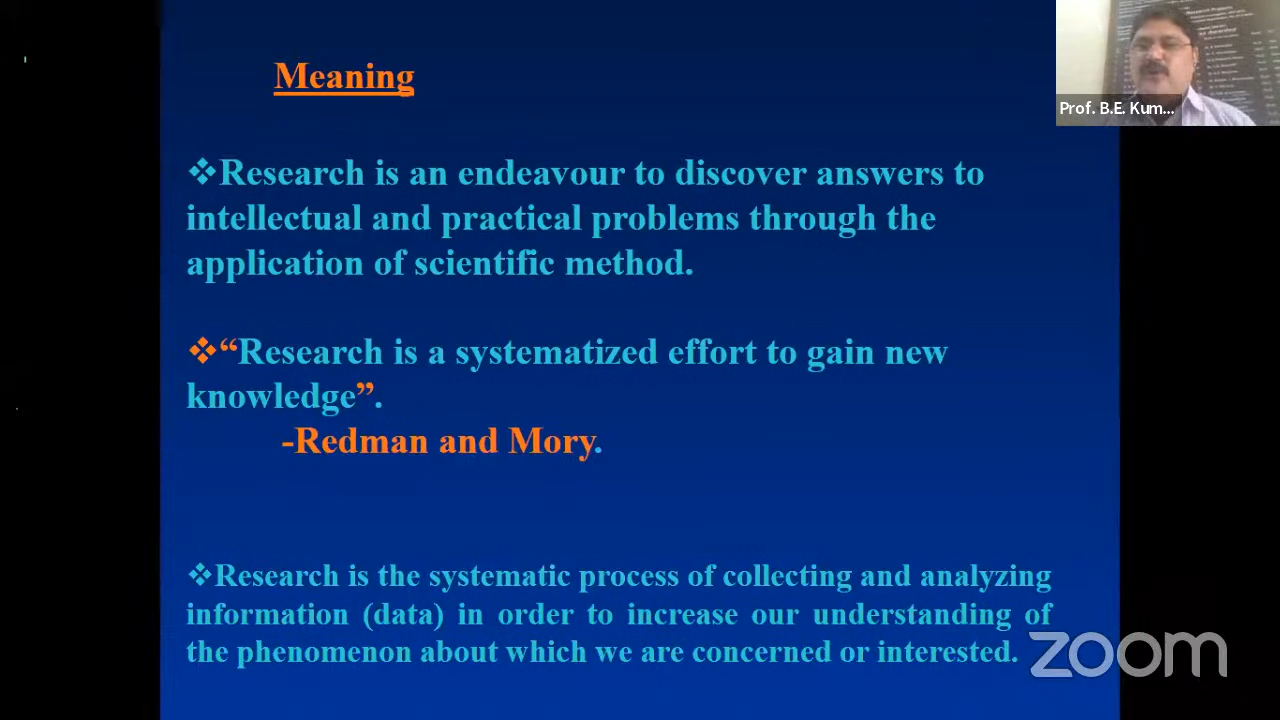 Meaning
❖Research is an endeavour to discover answers to
intellectual and practical problems through the
application of scientific method.
❖“Research is a systematized effort to gain new
knowledge”.
-Redman and Mory.
❖Research is the systematic process of collecting and analyzing
information (data) in order to increase our understanding of
the phenomenon about which we are concerned or interested.
Prof. B.E. Kum...
zoom